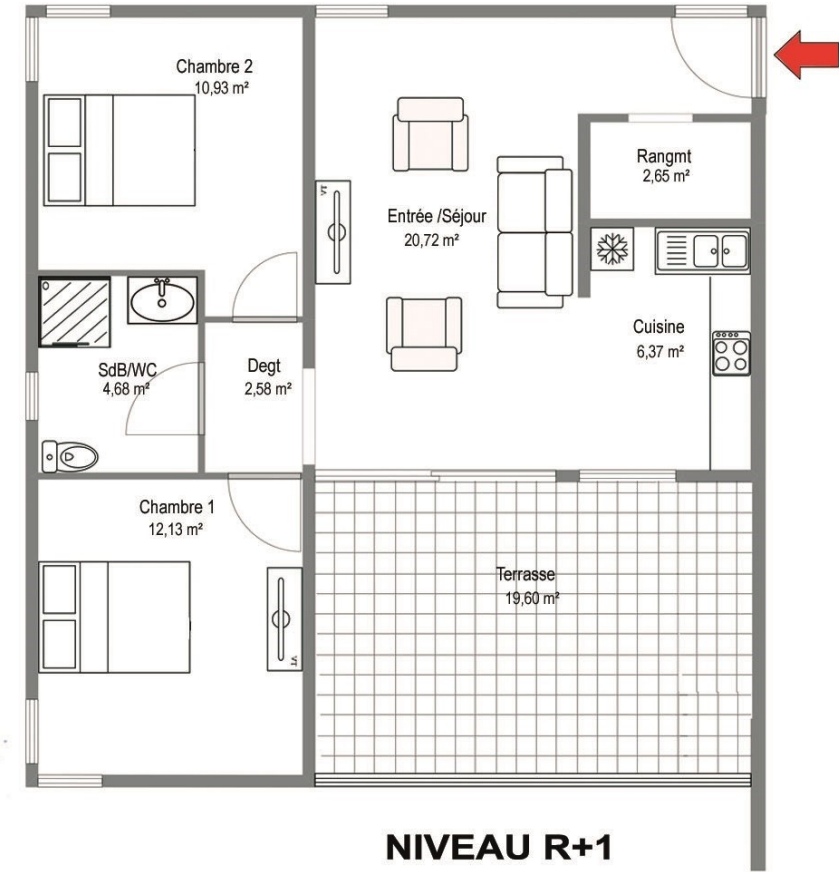 Chambre 2
10,93 m²
Rangmt
2,65 m²
VT
Entrée /Séjour
20,72 m²
Cuisine
6,37 m²
SdB/WC
4,68 m²
Degt
2,58 m²
Chambre 1
12,13 m²
Terrasse
19,60 m²
VT
NIVEAU R+1